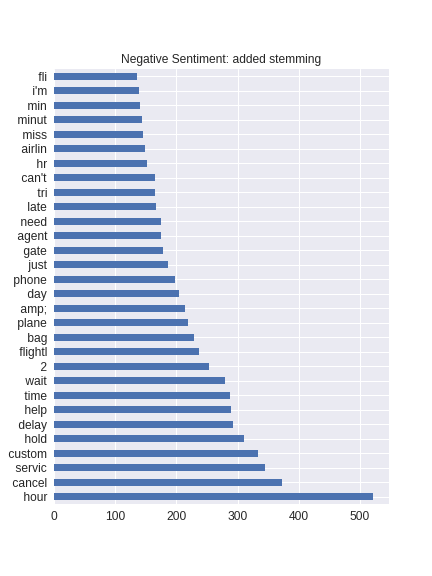 Negative Sentiment: added stemming
fli
i'm
min
minut
miss
airlin
hr
can't
tri
late
need
agent
gate
just
phone
day
amp;
plane
bag
flightl
2
wait
time
help
delay
hold
custom
servic
cancel
hour
0 100 200 300 400 500